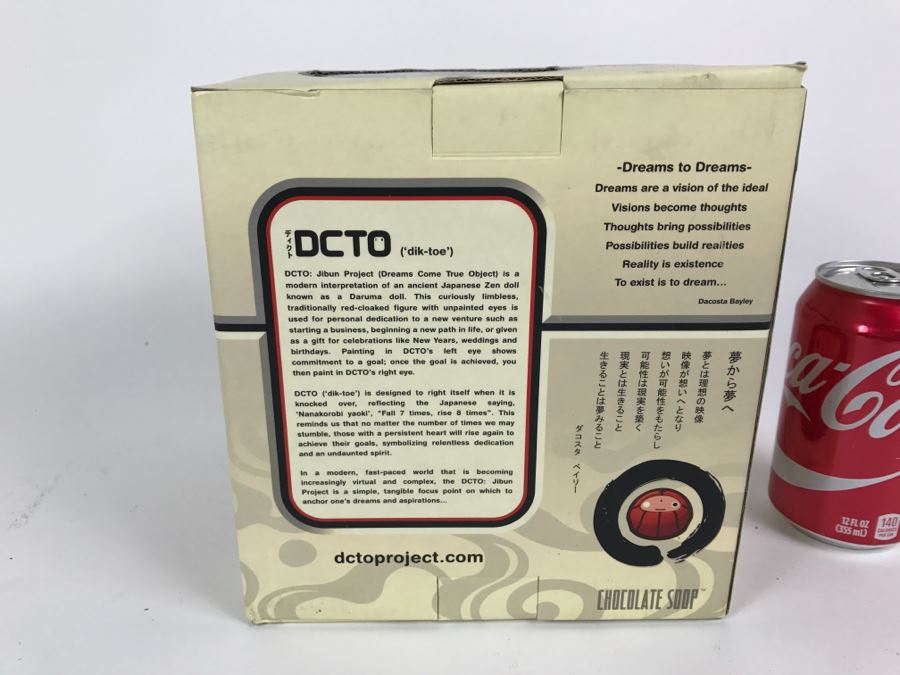 ディクト
DCTO ('dik-toe')
DCTO: Jibun Project (Dreams Come True Object) is a
modern interpretation of an ancient Japanese Zen doll
known as a Daruma doll. This curiously limbless,
traditionally red-cloaked figure with unpainted eyes is
used for personal dedication to a new venture such as
starting a business, beginning a new path in life, or given
as a gift for celebrations like New Years, weddings and
birthdays. Painting in DCTO's left eye shows
commitment to a goal; once the goal is achieved, you
then paint in DCTO's right eye.
DCTO ('dik-toe') is designed to right itself when it is
knocked over, reflecting the Japanese saying,
'Nanakorobi yaoki', "Fall 7 times, rise 8 times". This
reminds us that no matter the number of times we may
stumble, those with a persistent heart will rise again to
achieve their goals, symbolizing relentless dedication
and an undaunted spirit.
In a modern, fast-paced world that is becoming
increasingly virtual and complex, the DCTO: Jibun
Project is a simple, tangible focus point on which to
anchor one's dreams and aspirations...
dctoproject.com
-Dreams to Dreams-
Dreams are a vision of the ideal
Visions become thoughts
Thoughts bring possibilities
Possibilities build realities
Reality is existence
To exist is to dream...
Dacosta Bayley
夢から夢へ
夢とは理想の映像
映像が想いへとなり
想いが可能性をもたらし
可能性は現実を築く
現実とは生きること
生きることは夢みること
ダコスタ ベイリー
CHOCOLATE SOOP™
12 FL OZ
(355 mL)
140
CALORIES
PER CAN